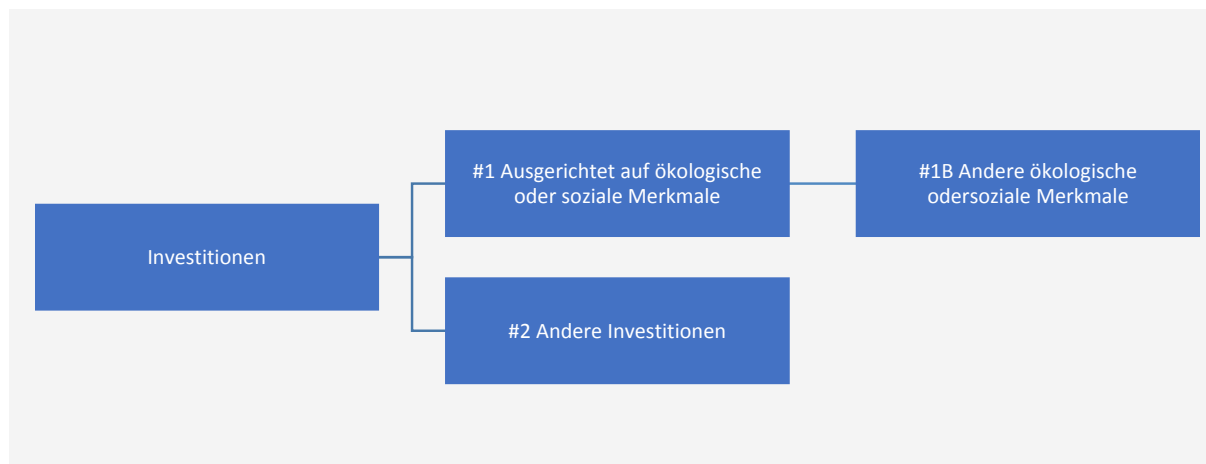 #1 Ausgerichtet auf ökologische
oder soziale Merkmale
#1B Andere ökologische
odersoziale Merkmale
Investitionen
#2 Andere Investitionen